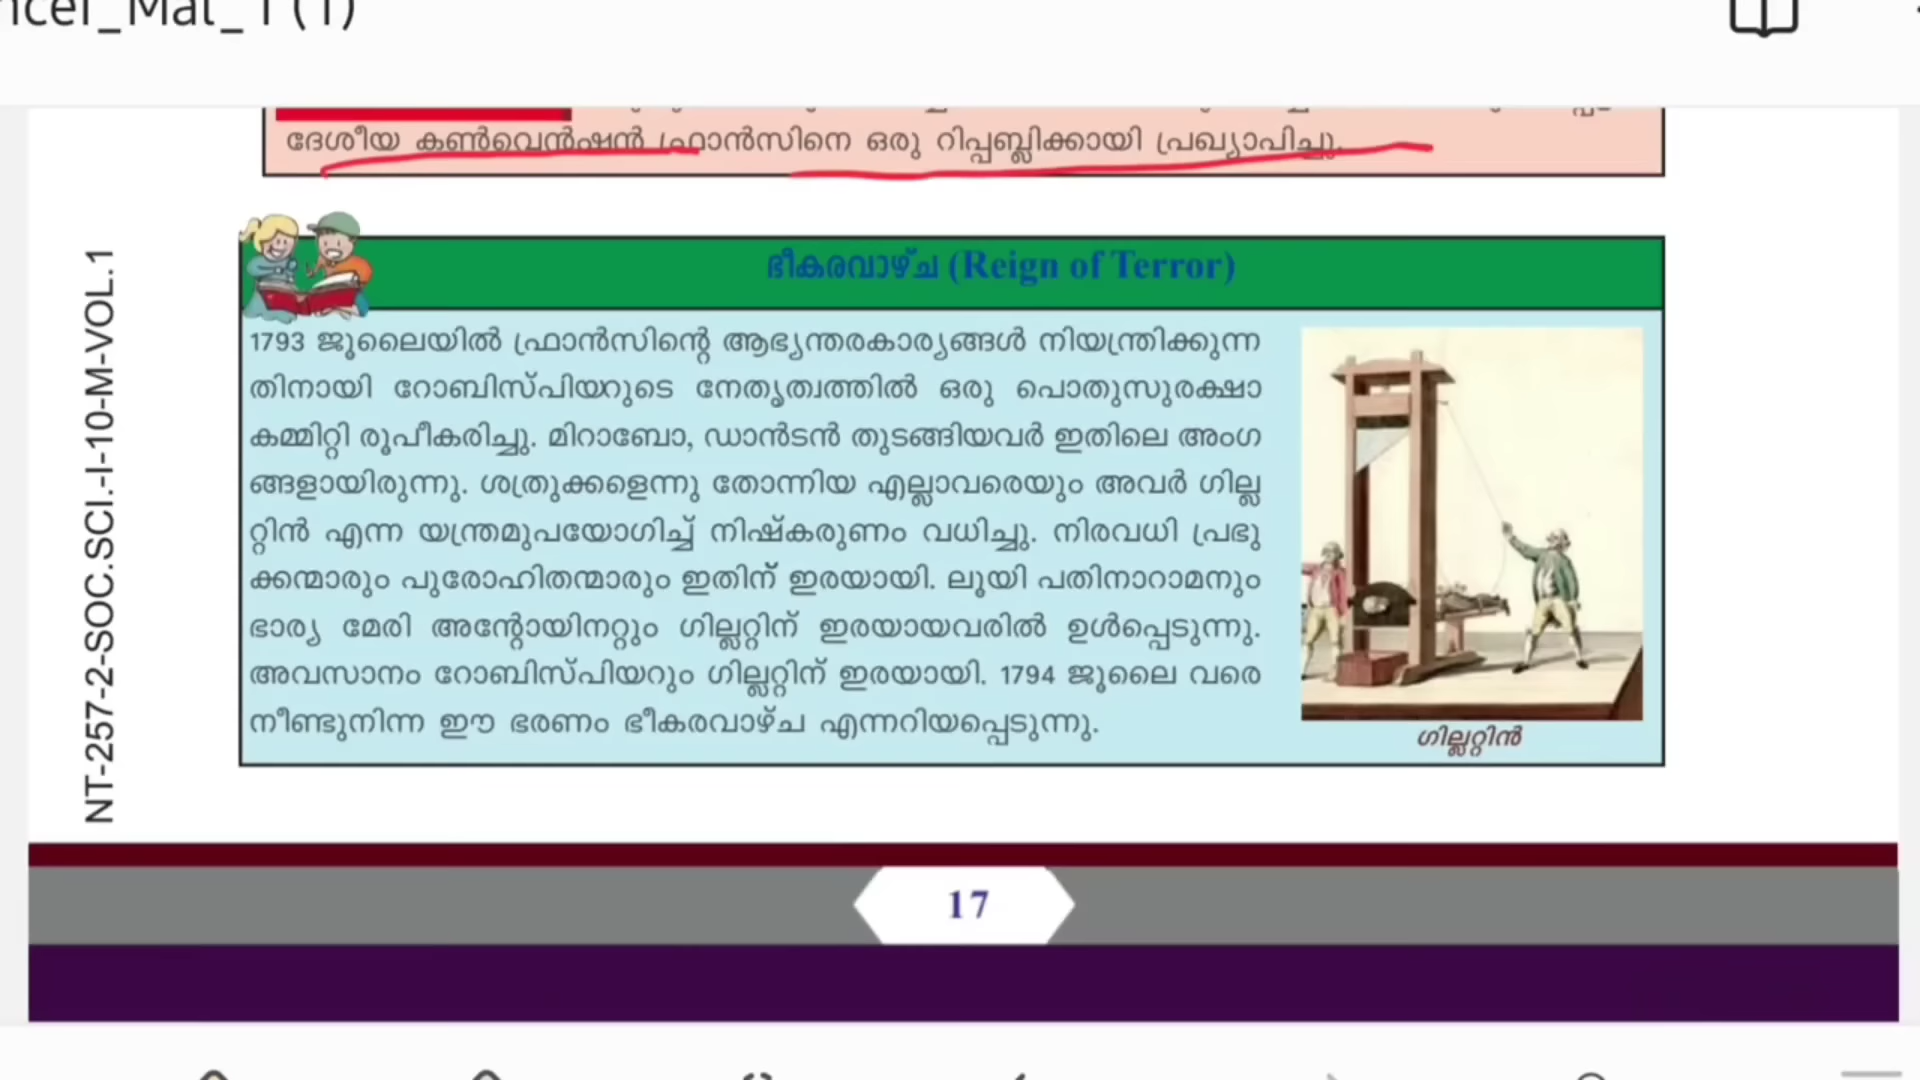 ദേശീയ കൺവെൻഷൻ ഫ്രാൻസിനെ ഒരു റിപ്പബ്ലിക്കായി പ്രഖ്യാപിച്ചു.
ഭീകരവാഴ്ച (Reign of Terror)
1793 ജൂലൈയിൽ ഫ്രാൻസിന്റെ ആഭ്യന്തരകാര്യങ്ങൾ നിയന്ത്രിക്കുന്ന
തിനായി റോബിസ്പിയറുടെ നേതൃത്വത്തിൽ ഒരു പൊതുസുരക്ഷാ
കമ്മിറ്റി രൂപീകരിച്ചു. മിറാബോ, ഡാൻടൻ തുടങ്ങിയവർ ഇതിലെ അംഗ
ങ്ങളായിരുന്നു. ശത്രുക്കളെന്നു തോന്നിയ എല്ലാവരെയും അവർ ഗില്ല
റ്റിൻ എന്ന യന്ത്രമുപയോഗിച്ച് നിഷ്കരുണം വധിച്ചു. നിരവധി പ്രഭു
ക്കന്മാരും പുരോഹിതന്മാരും ഇതിന് ഇരയായി. ലൂയി പതിനാറാമനും
ഭാര്യ മേരി അന്റോയിനറ്റും ഗില്ലറ്റിന് ഇരയായവരിൽ ഉൾപ്പെടുന്നു.
അവസാനം റോബിസ്പിയറും ഗില്ലറ്റിന് ഇരയായി. 1794 ജൂലൈ വരെ
നീണ്ടുനിന്ന ഈ ഭരണം ഭീകരവാഴ്ച എന്നറിയപ്പെടുന്നു.
ഗില്ലറ്റിൻ
NT-257-2-SOC.SCI.-I-10-M-VOL.1
17